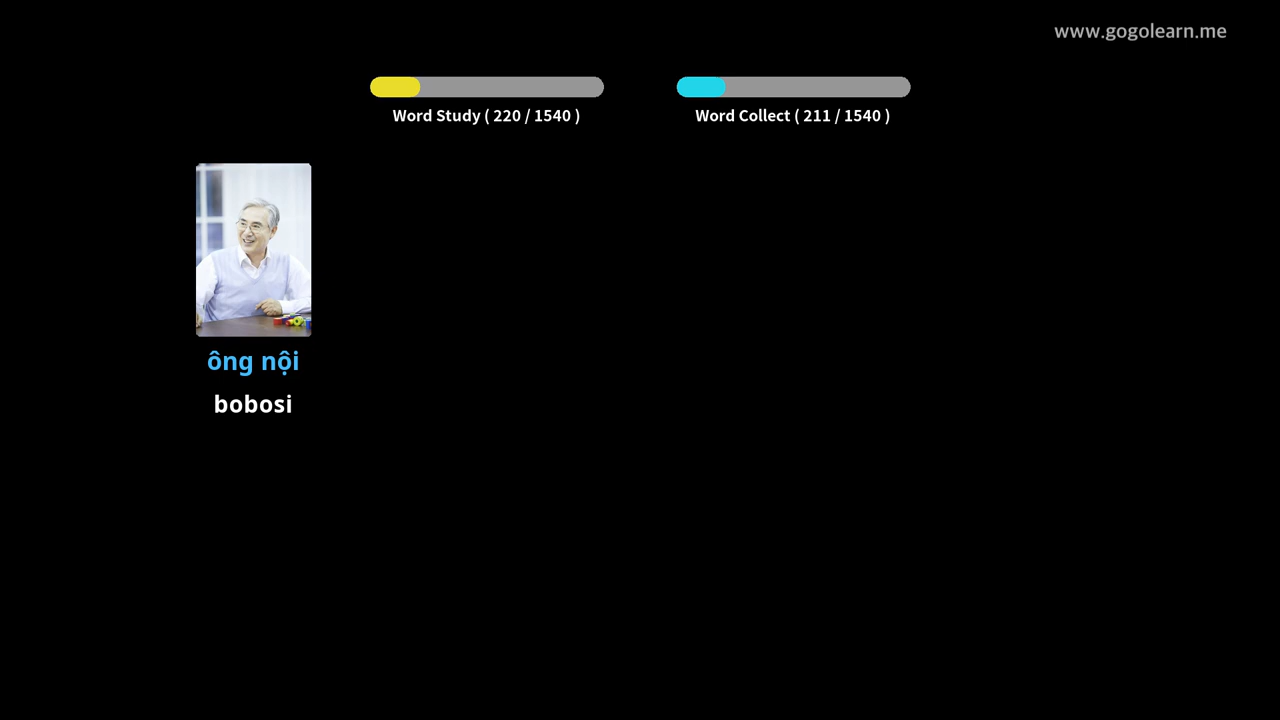 www.gogolearn.me
Word Study ( 220 / 1540 )
Word Collect ( 211 / 1540 )
ông nội
bobosi